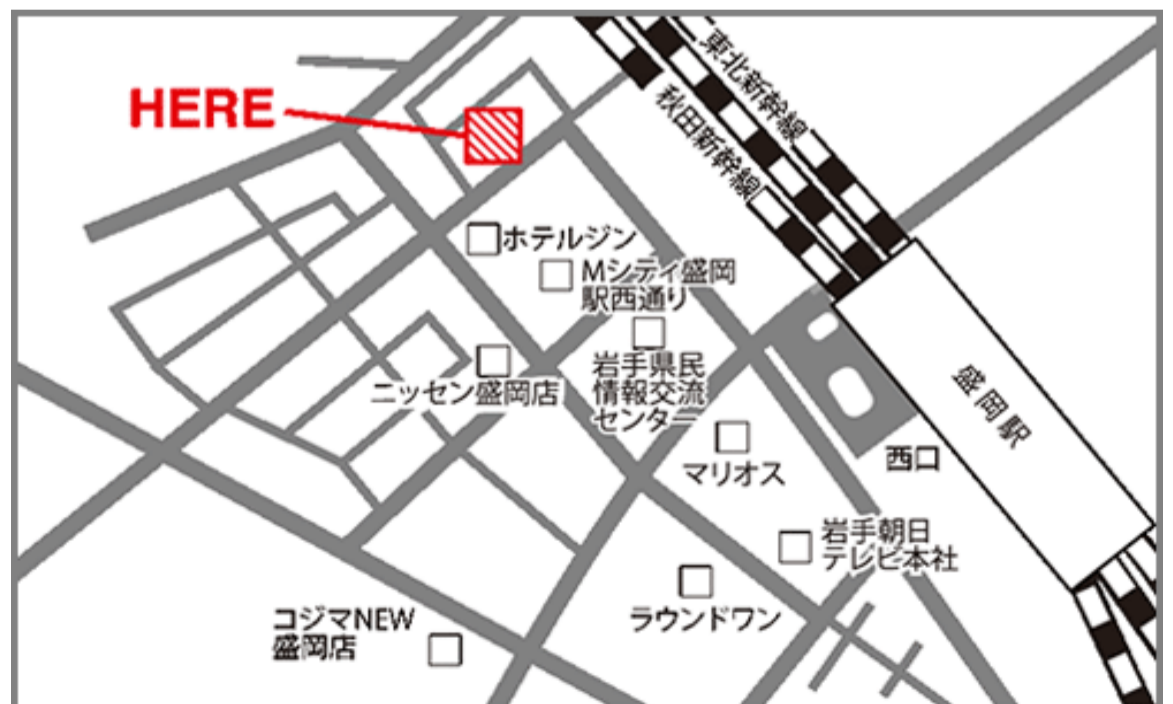 東北新幹線
秋田新幹線
HERE
ホテルジン
Mシティ盛岡
駅西通り
岩手県民
情報交流
センター
ニッセン盛岡店
マリオス
西口
盛岡駅
岩手朝日
テレビ本社
ラウンドワン
コジマNEW
盛岡店